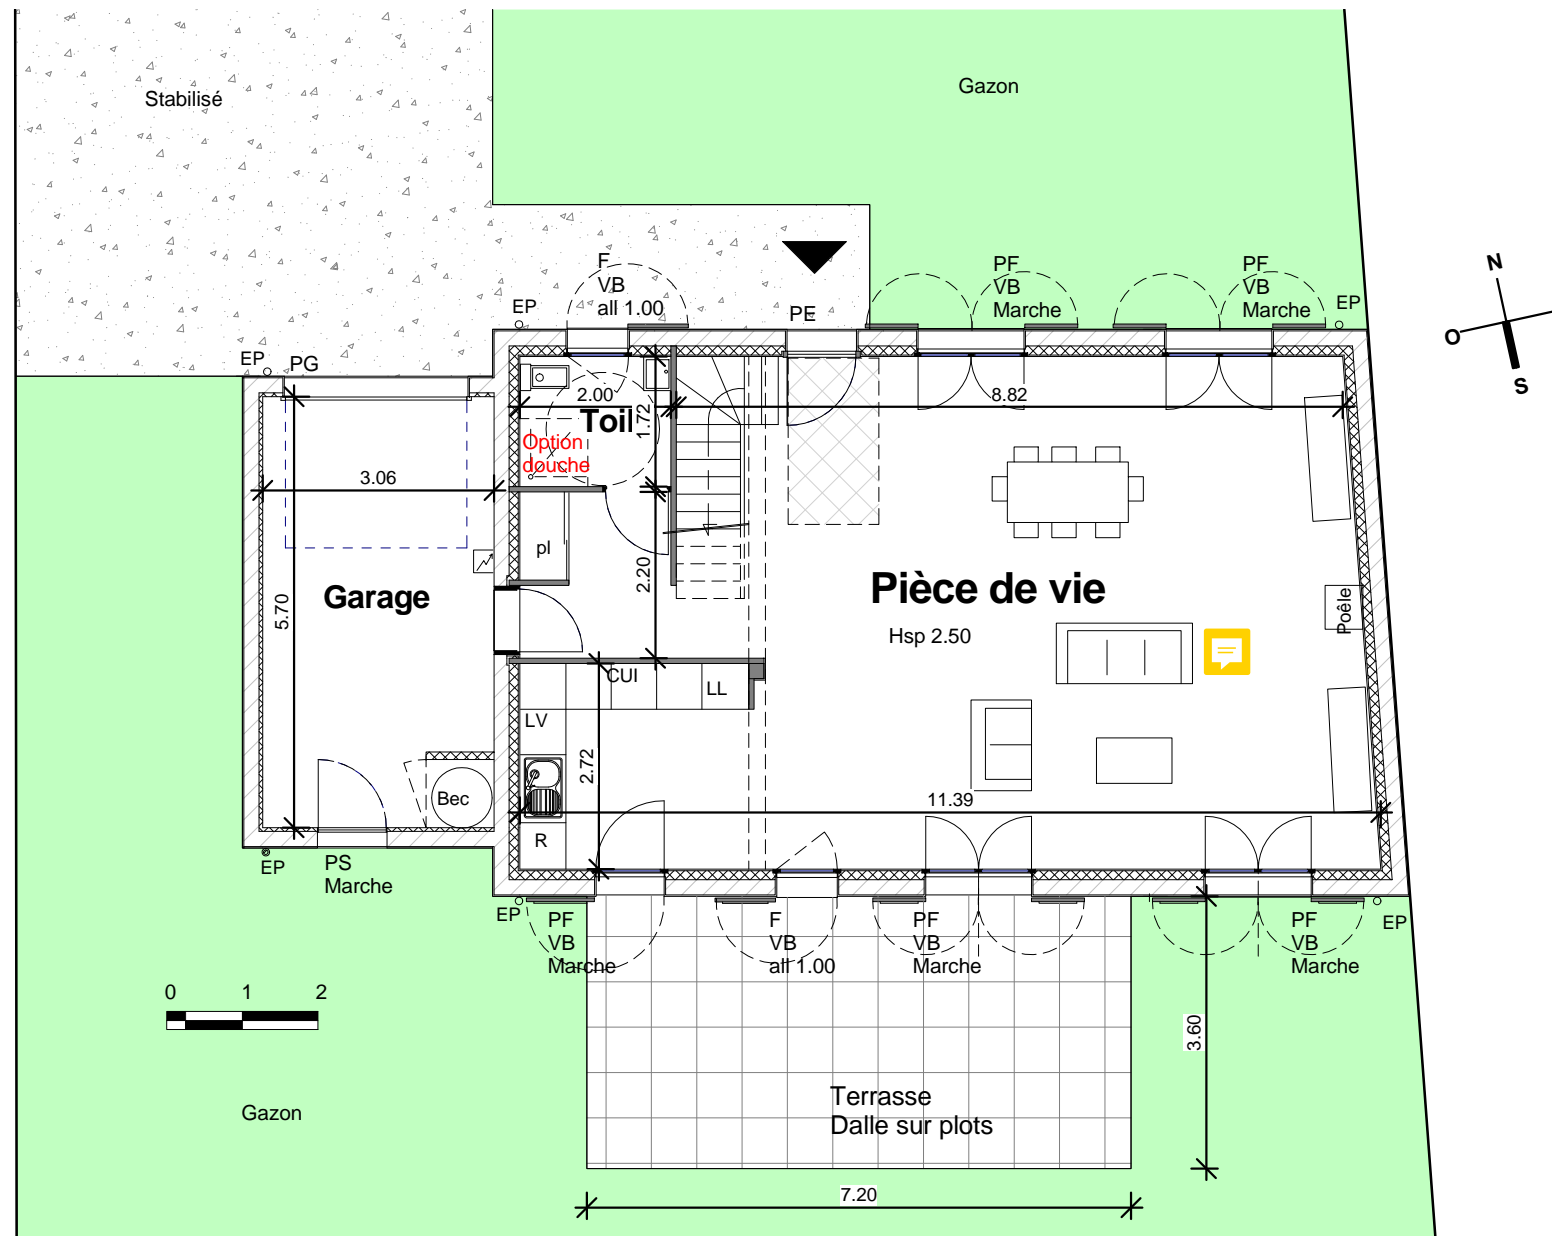 Stabilisé
Gazon
N
O
S
F
VB
all 1.00
PF
VB
Marche
PF
VB
Marche
EP
PE
EP
EP
PG
2.00
8.82
Toil
1.72
Option
douche
3.06
pl
2.20
5.70
Garage
Pièce de vie
Hsp 2.50
Poêle
CUI
LL
LV
2.72
Bec
R
11.39
EP
PS
Marche
EP
PF
VB
Marche
F
VB
all 1.00
PF
VB
Marche
PF
VB
Marche
EP
0 1 2
3.60
Gazon
Terrasse
Dalle sur plots
7.20